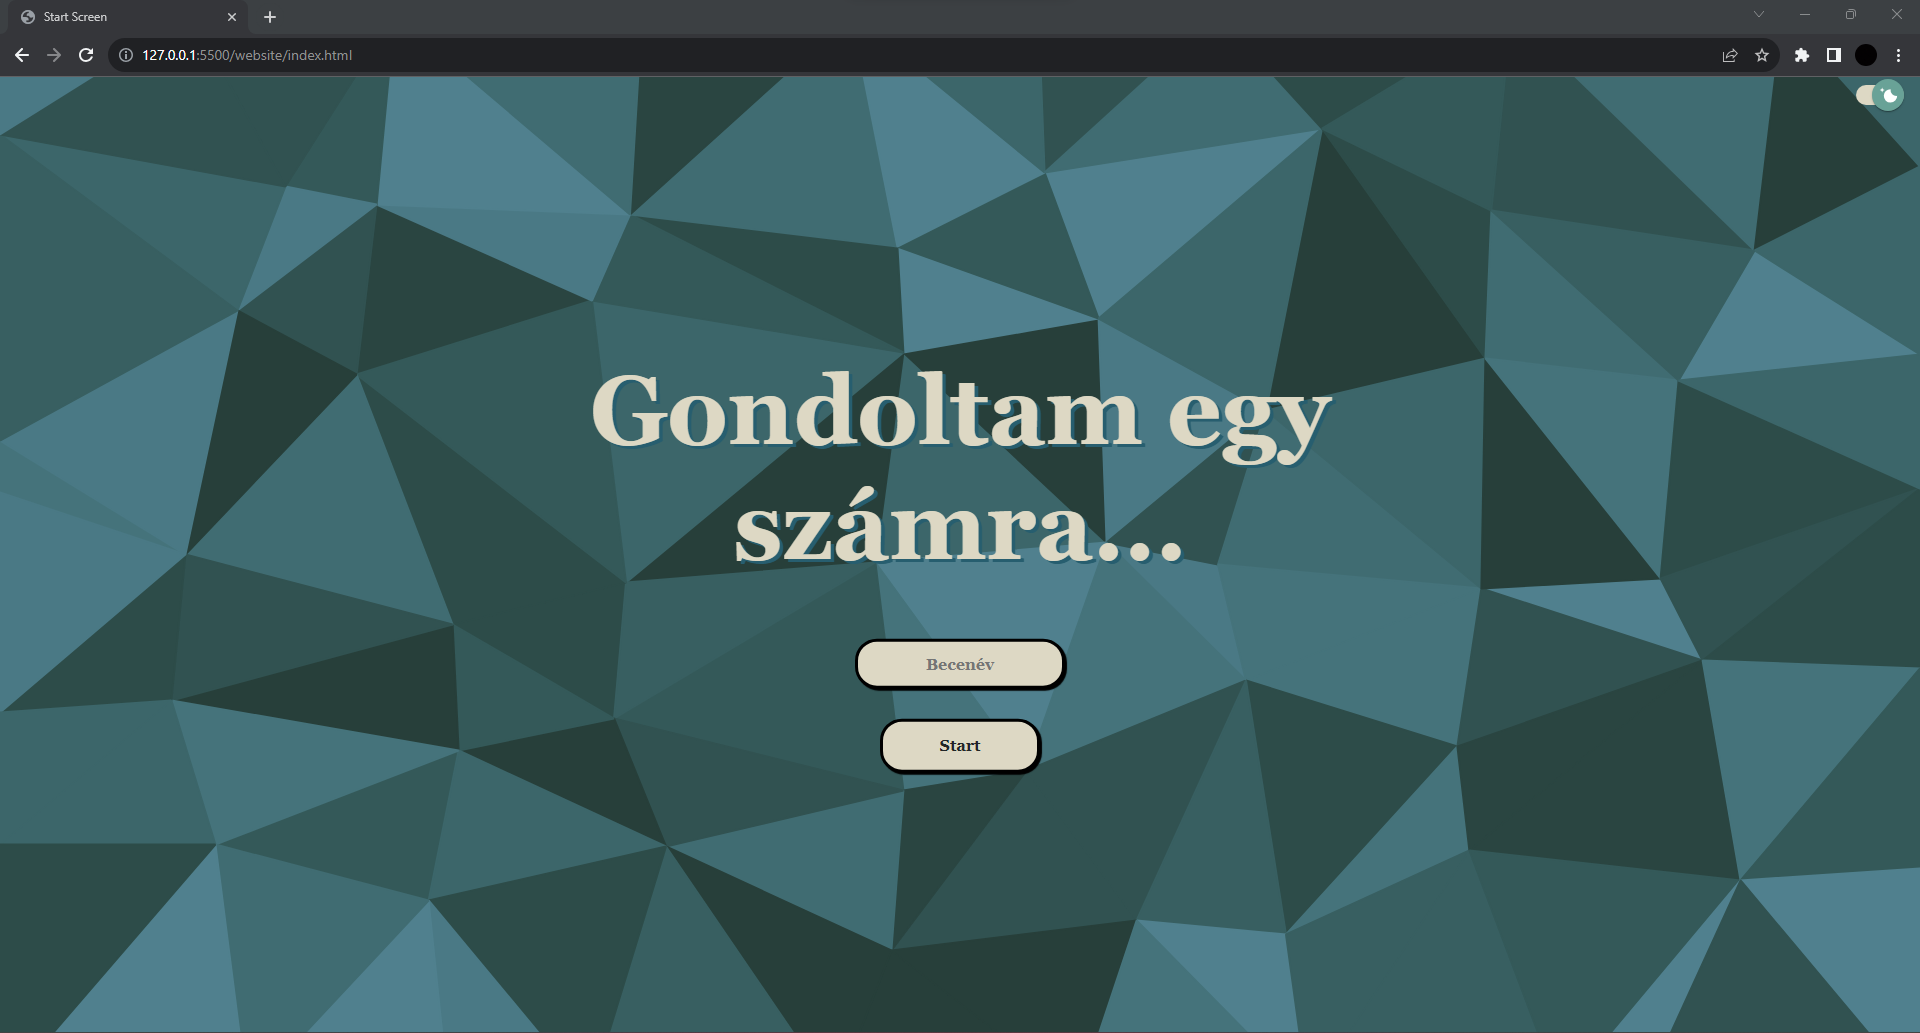 Start Screen
127.0.0.1:5500/website/index.html
Gondoltam egy
számra...
Becenév
Start